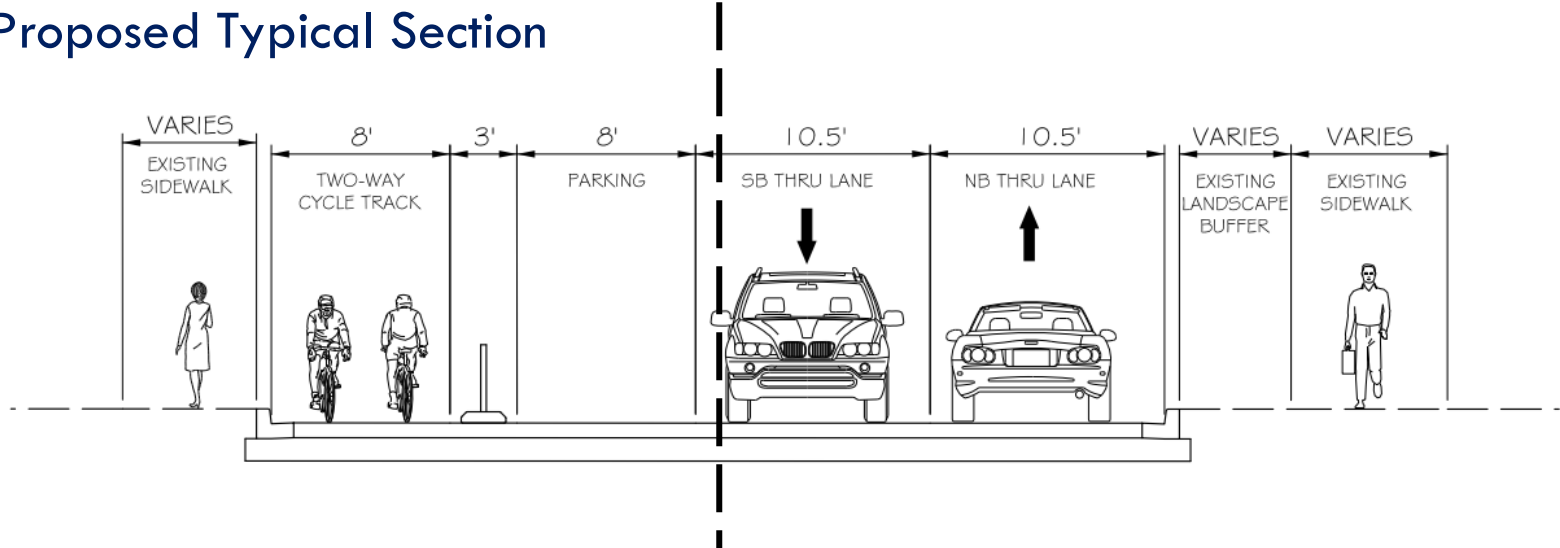 Proposed Typical Section
VARIES 8' 3' 8' 10.5' 10.5' VARIES VARIES
EXISTING
SIDEWALK
TWO-WAY
CYCLE TRACK
PARKING
SB THRU LANE
NB THRU LANE
EXISTING
LANDSCAPE
BUFFER
EXISTING
SIDEWALK